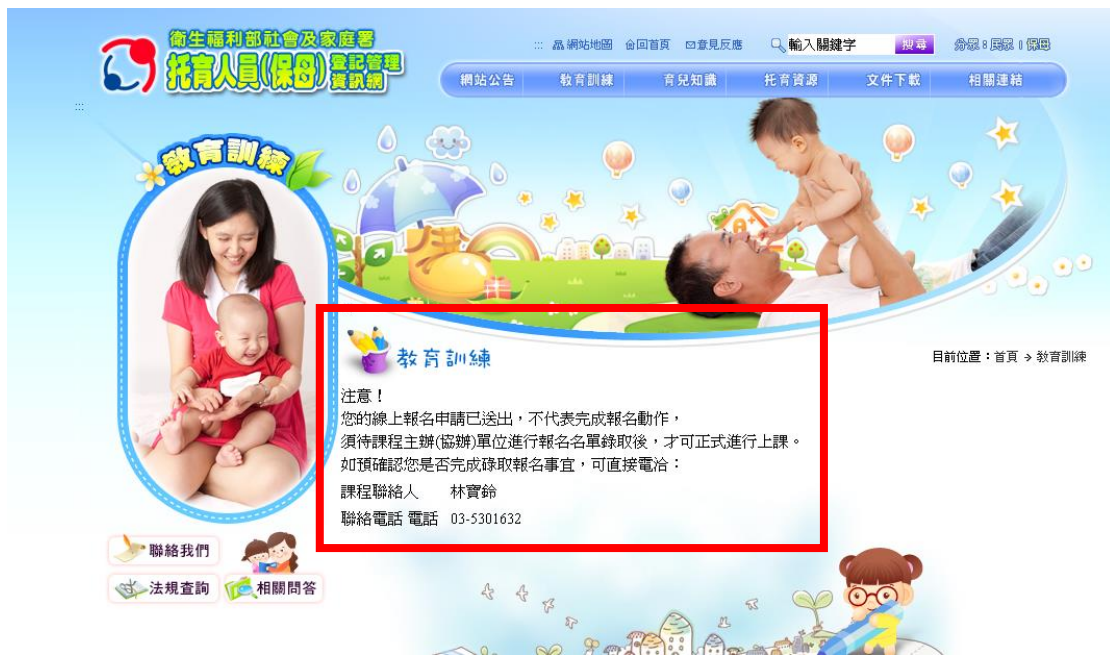 衛生福利部社會及家庭署
托育人員(保母)登記管理資訊網
::: 網站地圖 回首頁 意見反應 輸入關鍵字 搜尋 分眾：民眾 | 保母
網站公告 教育訓練 育兒知識 托育資源 文件下載 相關連結
:::
教育訓練
教育訓練
目前位置：首頁 → 教育訓練
注意！
您的線上報名申請已送出，不代表完成報名動作，
須待課程主辦(協辦)單位進行報名名單錄取後，才可正式進行上課。
如預確認您是否完成碌取報名事宜，可直接電洽：
課程聯絡人 林寶鈴
聯絡電話 電話 03-5301632
聯絡我們
法規查詢 相關問答